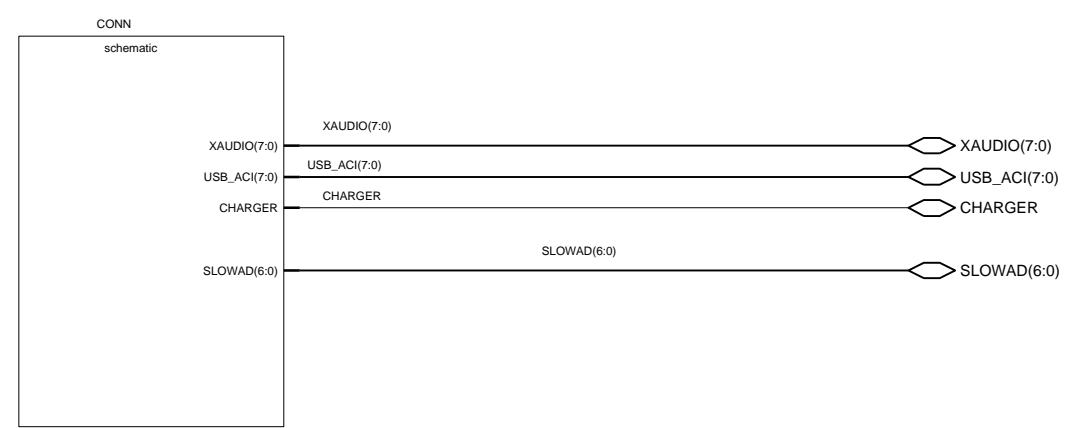 CONN
schematic
XAUDIO(7:0)
XAUDIO(7:0)
XAUDIO(7:0)
USB_ACI(7:0)
USB_ACI(7:0)
USB_ACI(7:0)
CHARGER
CHARGER
CHARGER
SLOWAD(6:0)
SLOWAD(6:0)
SLOWAD(6:0)